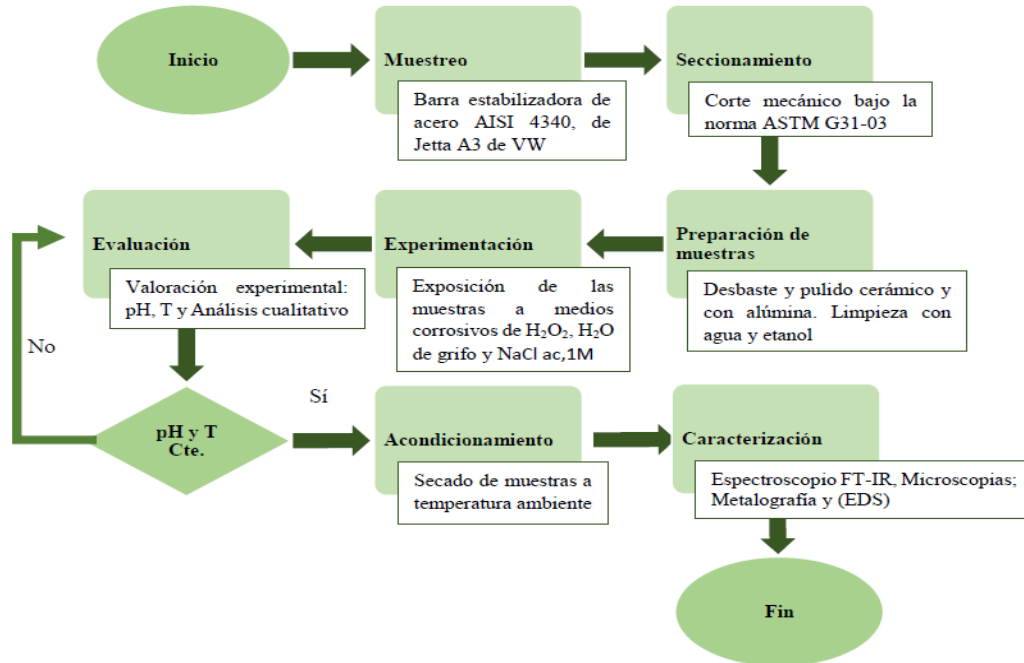 Inicio
Muestreo
Barra estabilizadora de
acero AISI 4340, de
Jetta A3 de VW
Seccionamiento
Corte mecánico bajo la
norma ASTM G31-03
Preparación de
muestras
Desbaste y pulido cerámico y
con alúmina. Limpieza con
agua y etanol
Experimentación
Exposición de las
muestras a medios
corrosivos de H₂O₂, H₂O
de grifo y NaCl ac,1M
Evaluación
Valoración experimental:
pH, T y Análisis cualitativo
No
pH y T
Cte.
Sí
Acondicionamiento
Secado de muestras a
temperatura ambiente
Caracterización
Espectroscopio FT-IR, Microscopias;
Metalografía y (EDS)
Fin